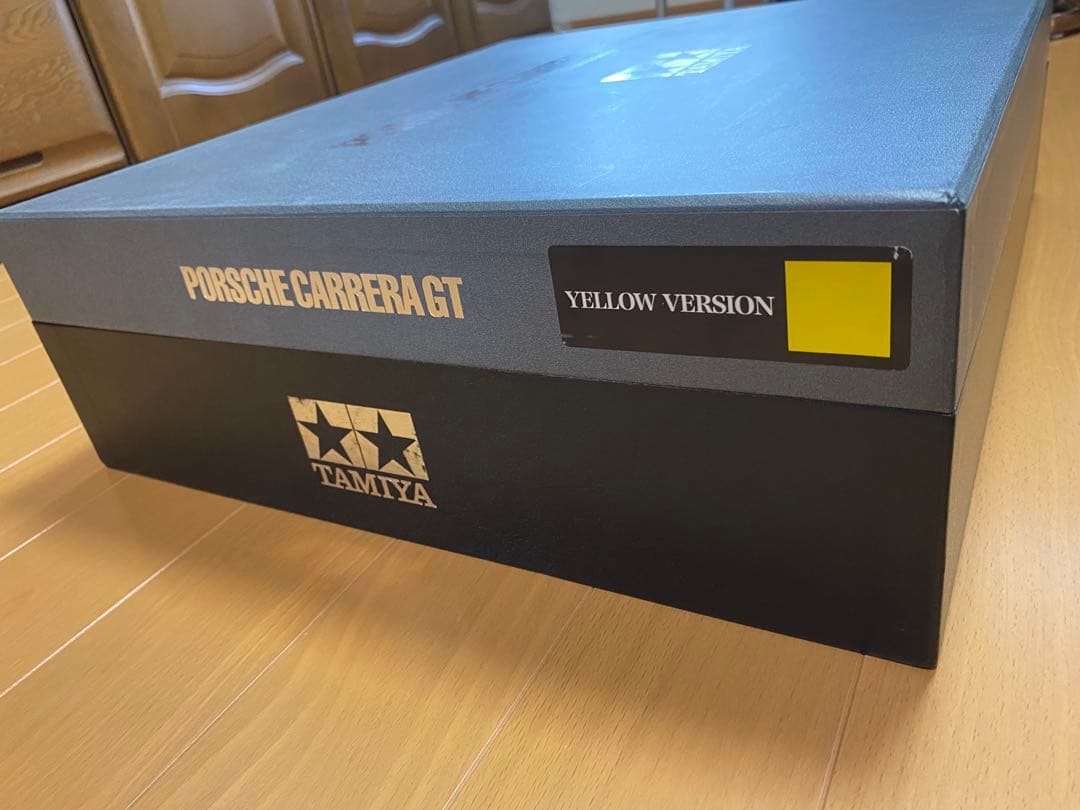 PORSCHE CARRERA GT
YELLOW VERSION
TAMIYA